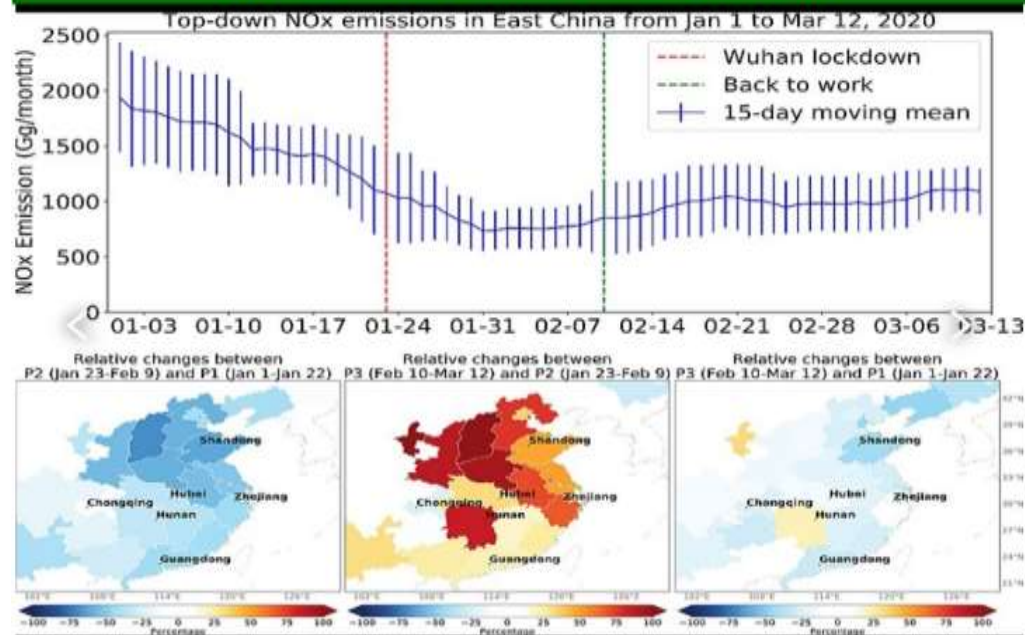 Top-down NOx emissions in East China from Jan 1 to Mar 12, 2020
NOx Emission (Gg/month)
2500
2000
1500
1000
500
0
Wuhan lockdown
Back to work
15-day moving mean
01-03 01-10 01-17 01-24 01-31 02-07 02-14 02-21 02-28 03-06 03-13
Relative changes between
P2 (Jan 23-Feb 9) and P1 (Jan 1-Jan 22)
Shandong
Hubei
Chongqing
Zhejiang
Hunan
Guangdong
−100 −75 −50 −25 0 25 50 75 100
Percentage
Relative changes between
P3 (Feb 10-Mar 12) and P2 (Jan 23-Feb 9)
Shandong
Hubei
Chongqing
Zhejiang
Hunan
Guangdong
−100 −75 −50 −25 0 25 50 75 100
Percentage
Relative changes between
P3 (Feb 10-Mar 12) and P1 (Jan 1-Jan 22)
Shandong
Hubei
Chongqing
Zhejiang
Hunan
Guangdong
−100 −75 −50 −25 0 25 50 75 100
Percentage